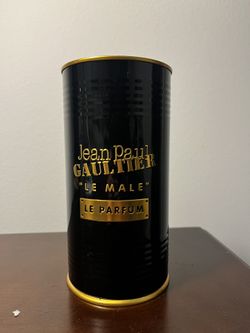 Jean Paul
GAULTIER
"LE MALE"
LE PARFUM